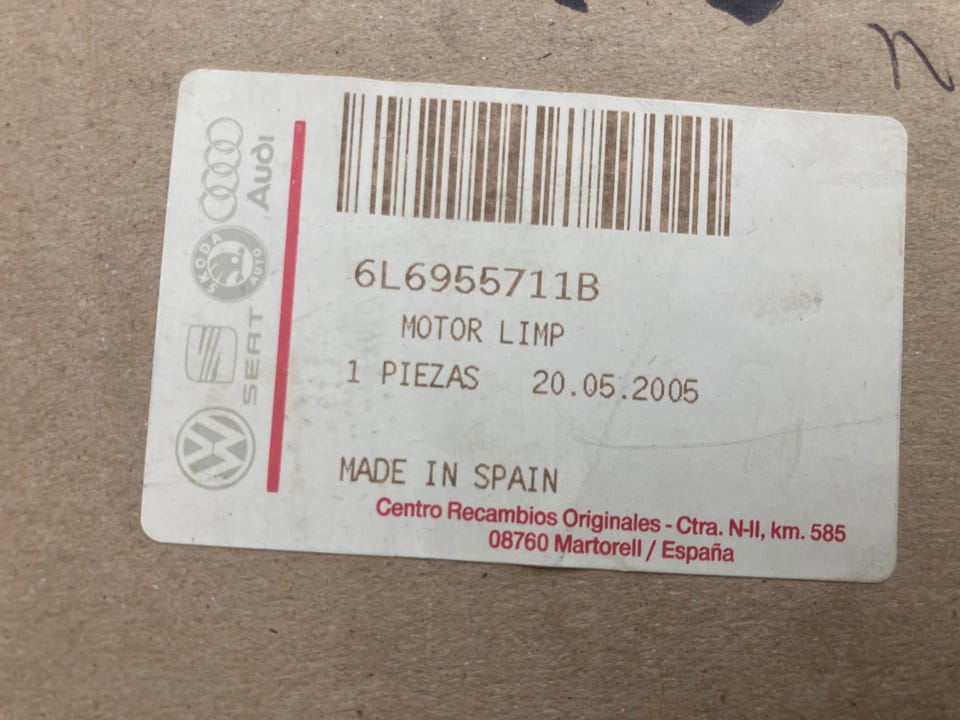 n
Audi
SKODA AUTO
SEAT
VW
6L6955711B
MOTOR LIMP
1 PIEZAS 20.05.2005
MADE IN SPAIN
Centro Recambios Originales - Ctra. N-II, km. 585
08760 Martorell / España